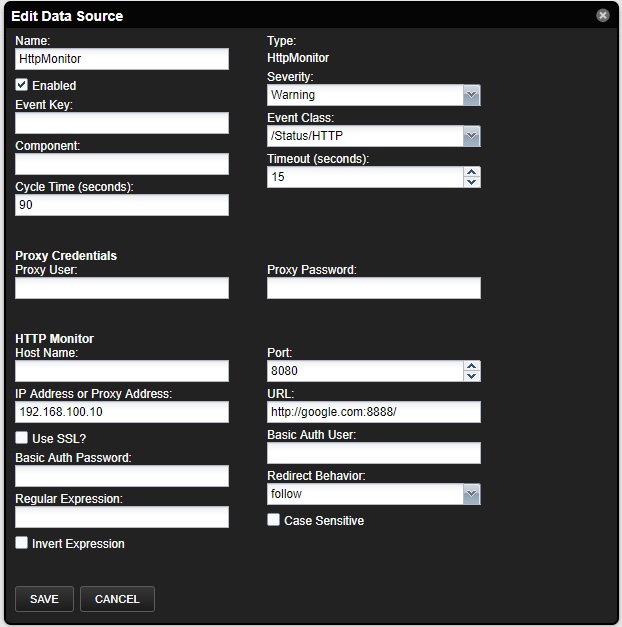 Edit Data Source
Name:
HttpMonitor
Enabled
Event Key:
Component:
Cycle Time (seconds):
90
Type:
HttpMonitor
Severity:
Warning
Event Class:
/Status/HTTP
Timeout (seconds):
15
Proxy Credentials
Proxy User:
Proxy Password:
HTTP Monitor
Host Name:
IP Address or Proxy Address:
192.168.100.10
Use SSL?
Basic Auth Password:
Regular Expression:
Invert Expression
Port:
8080
URL:
http://google.com:8888/
Basic Auth User:
Redirect Behavior:
follow
Case Sensitive
SAVE
CANCEL